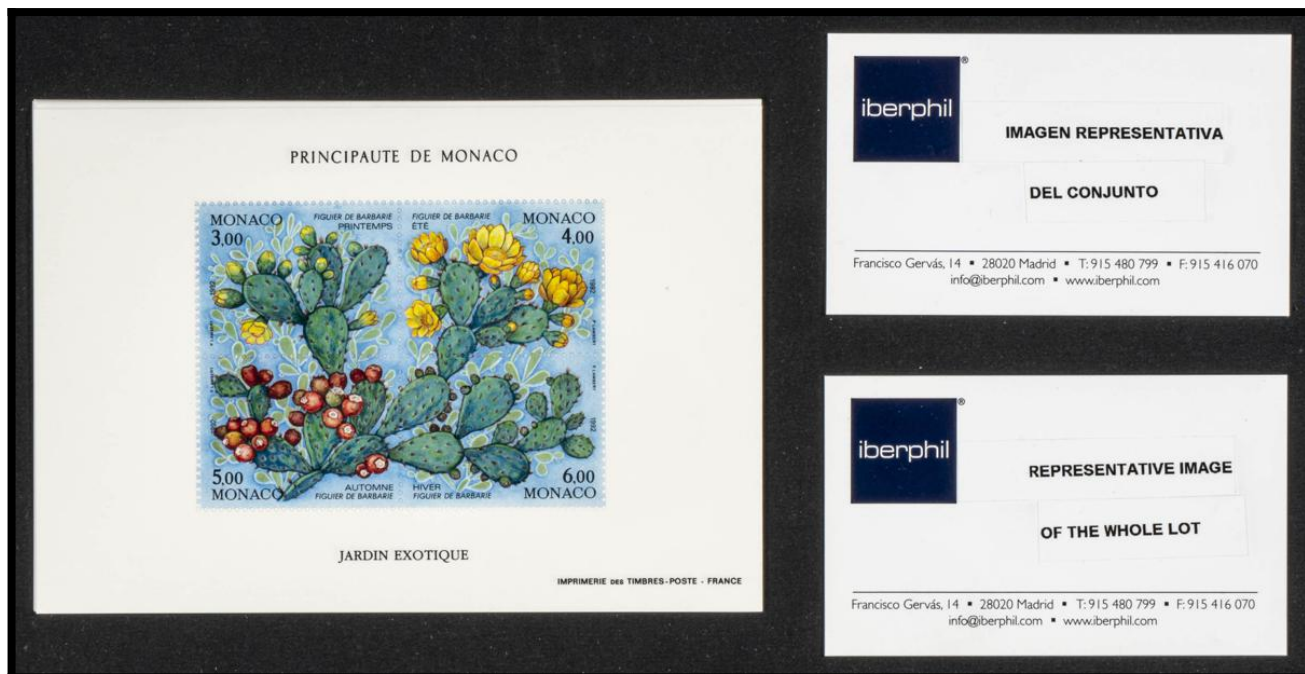 PRINCIPAUTE DE MONACO
MONACO
3,00
FIGUIER DE BARBARIE
PRINTEMPS
FIGUIER DE BARBARIE
ÉTÉ
MONACO
4,00
1992
1992
5,00
MONACO
AUTOMNE
FIGUIER DE BARBARIE
HIVER
FIGUIER DE BARBARIE
6,00
MONACO
JARDIN EXOTIQUE
IMPRIMERIE DES TIMBRES-POSTE - FRANCE
iberphil®
IMAGEN REPRESENTATIVA
DEL CONJUNTO
Francisco Gervás, 14 ▪ 28020 Madrid ▪ T: 915 480 799 ▪ F: 915 416 070
info@iberphil.com ▪ www.iberphil.com
iberphil®
REPRESENTATIVE IMAGE
OF THE WHOLE LOT
Francisco Gervás, 14 ▪ 28020 Madrid ▪ T: 915 480 799 ▪ F: 915 416 070
info@iberphil.com ▪ www.iberphil.com